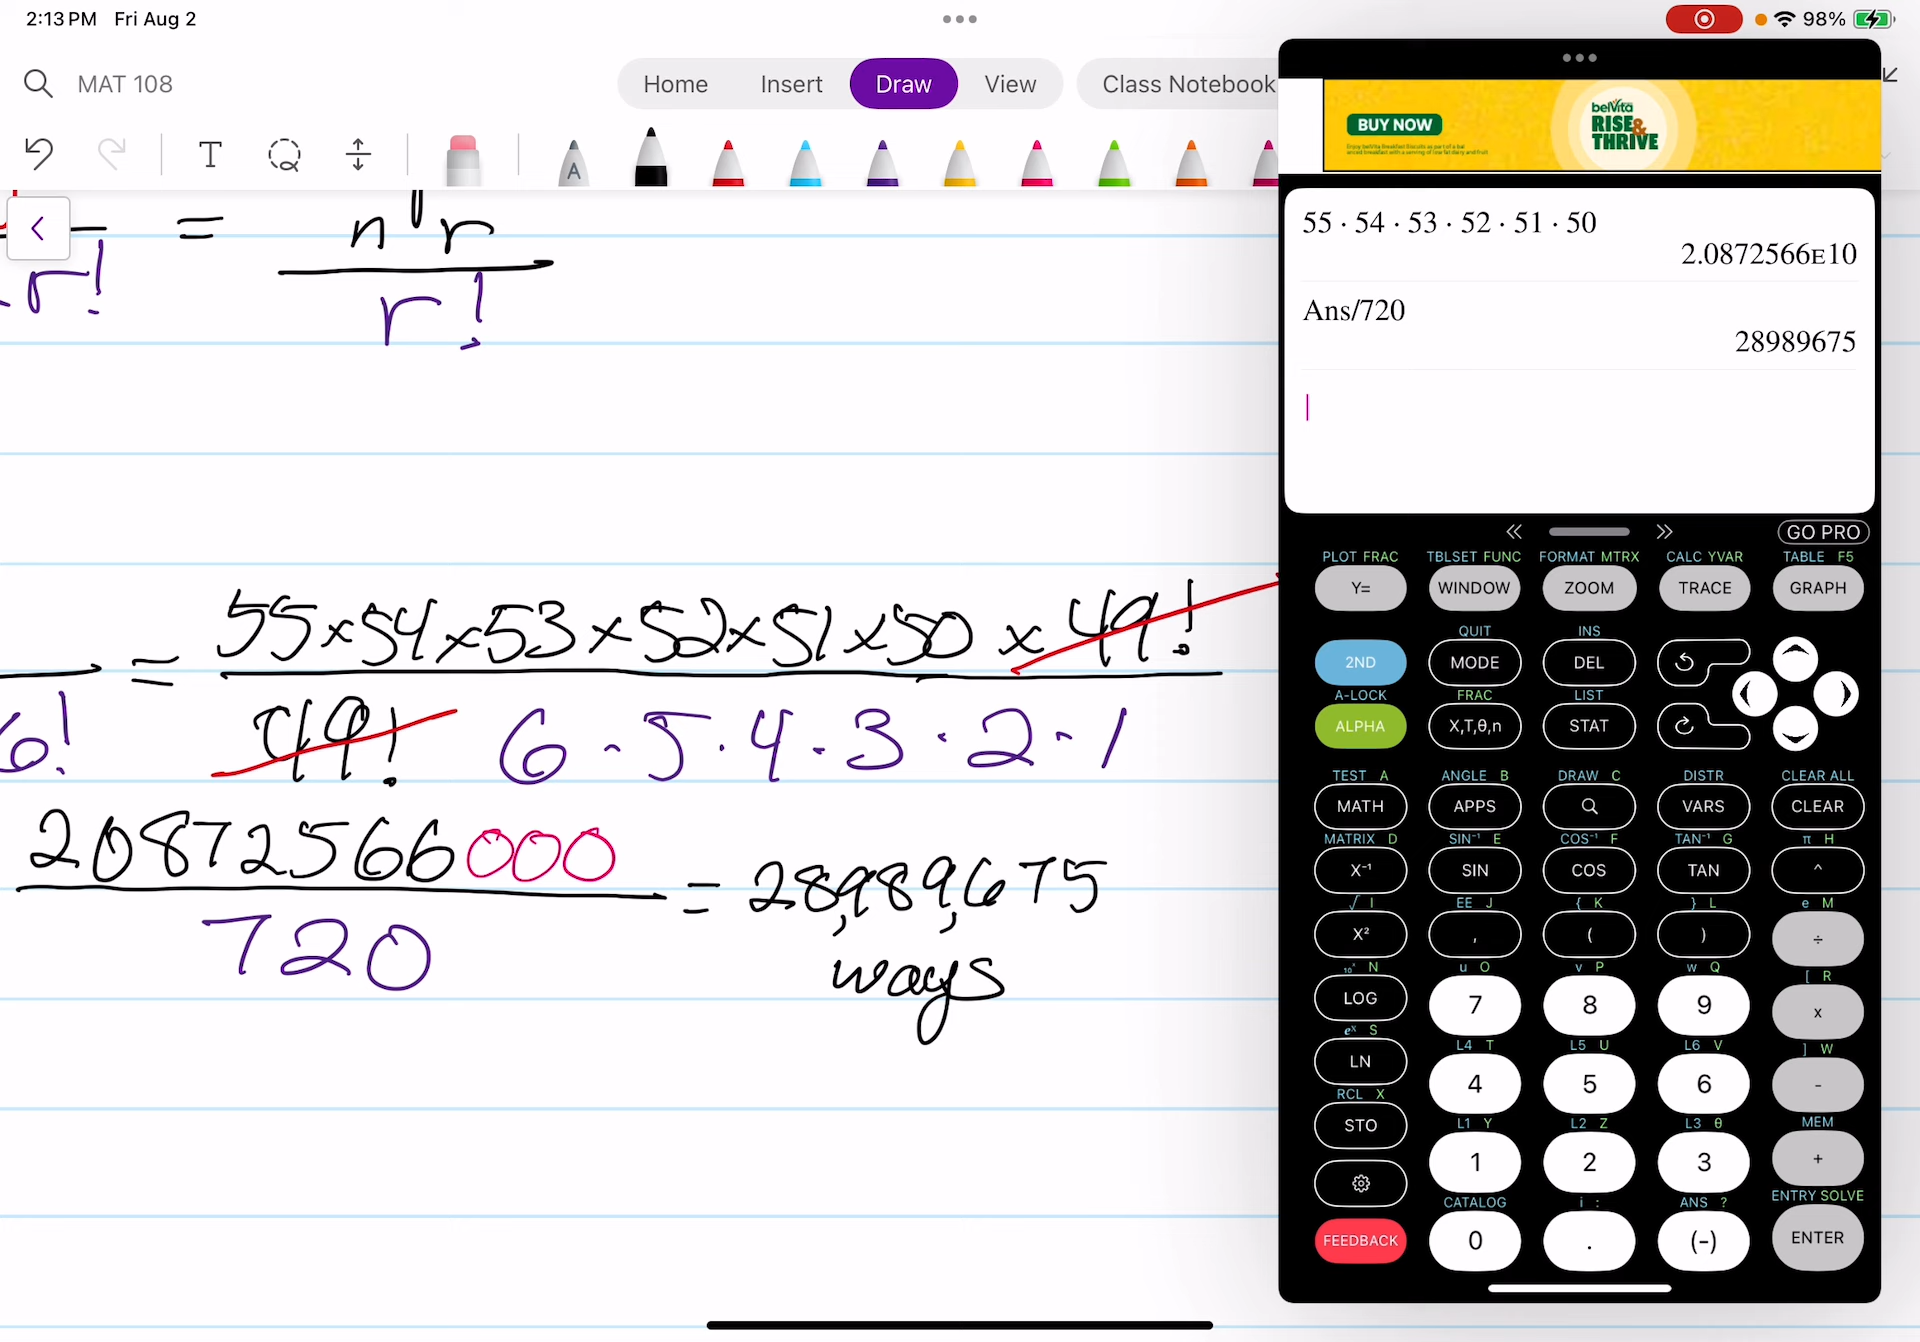 2:13 PM Fri Aug 2
98%
MAT 108
Home Insert Draw View Class Notebook
T
A
BUY NOW
belVita
RISE &
THRIVE
= nPr
r! r!
= 55×54×53×52×51×50 × 49!
6! 49! 6·5·4·3·2·1
20872566000 = 28,989,675
720 ways
55 · 54 · 53 · 52 · 51 · 50
2.0872566E10
Ans/720
28989675
GO PRO
PLOT FRAC TBLSET FUNC FORMAT MTRX CALC YVAR TABLE F5
Y= WINDOW ZOOM TRACE GRAPH
QUIT INS
2ND MODE DEL
A-LOCK FRAC LIST
ALPHA X,T,θ,n STAT
TEST A ANGLE B DRAW C DISTR CLEAR ALL
MATH APPS VARS CLEAR
MATRIX D SIN⁻¹ E COS⁻¹ F TAN⁻¹ G π H
X⁻¹ SIN COS TAN ^
√ I EE J { K } L e M
X² , ( ) ÷
10ˣ N u O v P w Q [ R
LOG 7 8 9 x
eˣ S L4 T L5 U L6 V ] W
LN 4 5 6 -
RCL X L1 Y L2 Z L3 θ MEM
STO 1 2 3 +
CATALOG i : ANS ? ENTRY SOLVE
FEEDBACK 0 . (-) ENTER